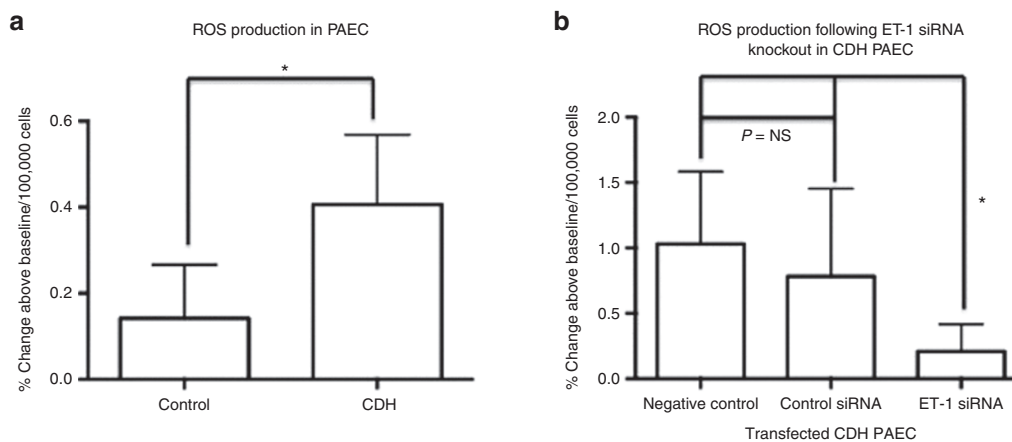 a
ROS production in PAEC
*
% Change above baseline/100,000 cells
0.6
0.4
0.2
0.0
Control
CDH
b
ROS production following ET-1 siRNA
knockout in CDH PAEC
P = NS
*
% Change above baseline/100,000 cells
2.0
1.5
1.0
0.5
0.0
Negative control
Control siRNA
ET-1 siRNA
Transfected CDH PAEC